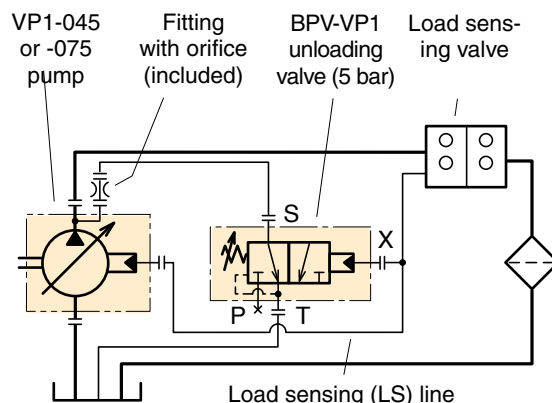 VP1-045
or -075
pump
Fitting
with orifice
(included)
BPV-VP1
unloading
valve (5 bar)
Load sens-
ing valve
S
X
P
T
Load sensing (LS) line